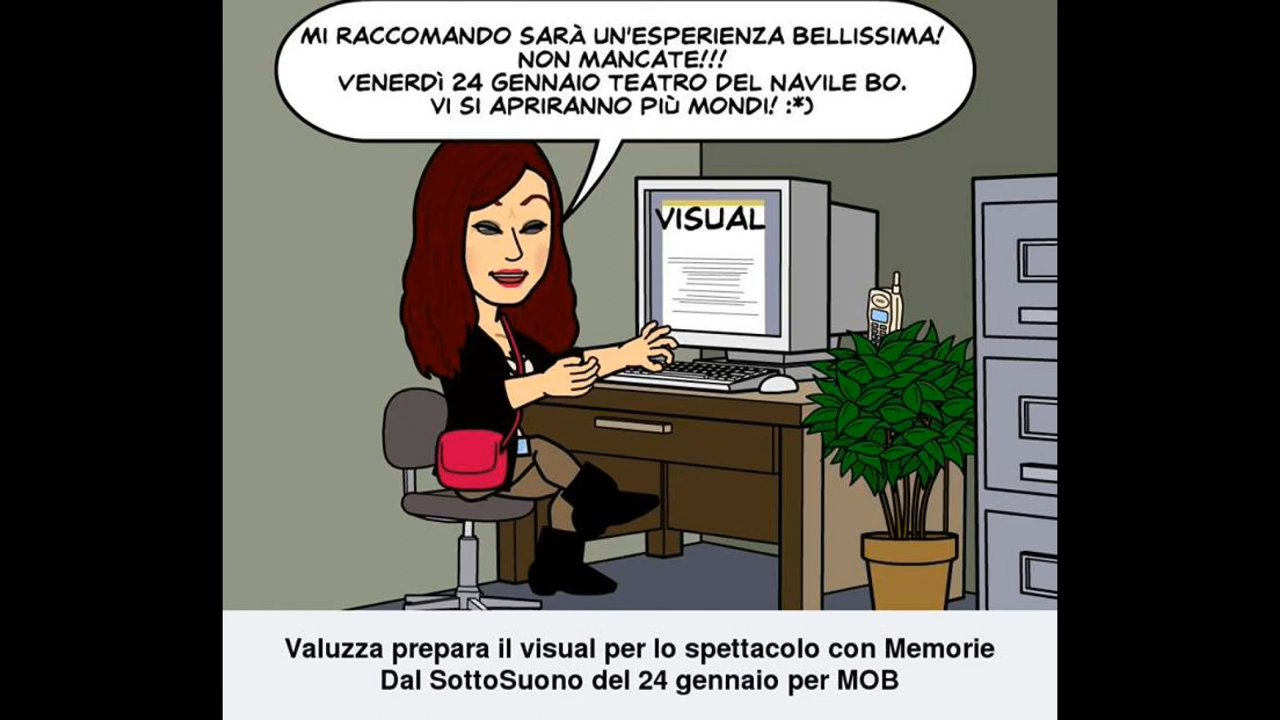 MI RACCOMANDO SARÀ UN'ESPERIENZA BELLISSIMA!
NON MANCATE!!!
VENERDÌ 24 GENNAIO TEATRO DEL NAVILE BO.
VI SI APRIRANNO PIÙ MONDI! :*)
VISUAL
Valuzza prepara il visual per lo spettacolo con Memorie
Dal SottoSuono del 24 gennaio per MOB